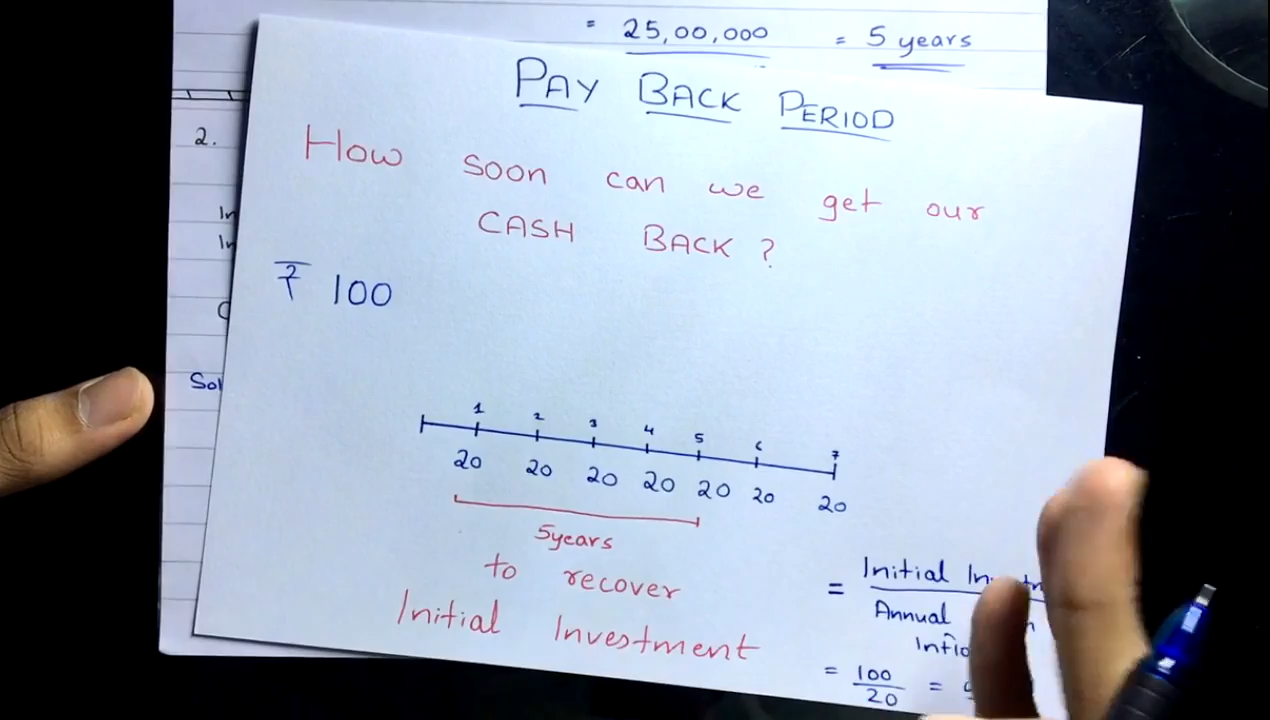 = 25,00,000 = 5 years
PAY BACK PERIOD
2.
How soon can we get our
CASH BACK ?
In
In
₹ 100
Sol
1 2 3 4 5 6 7
20 20 20 20 20 20 20
5years
to recover
Initial Investment
= Initial
Annual
= 100
20 =